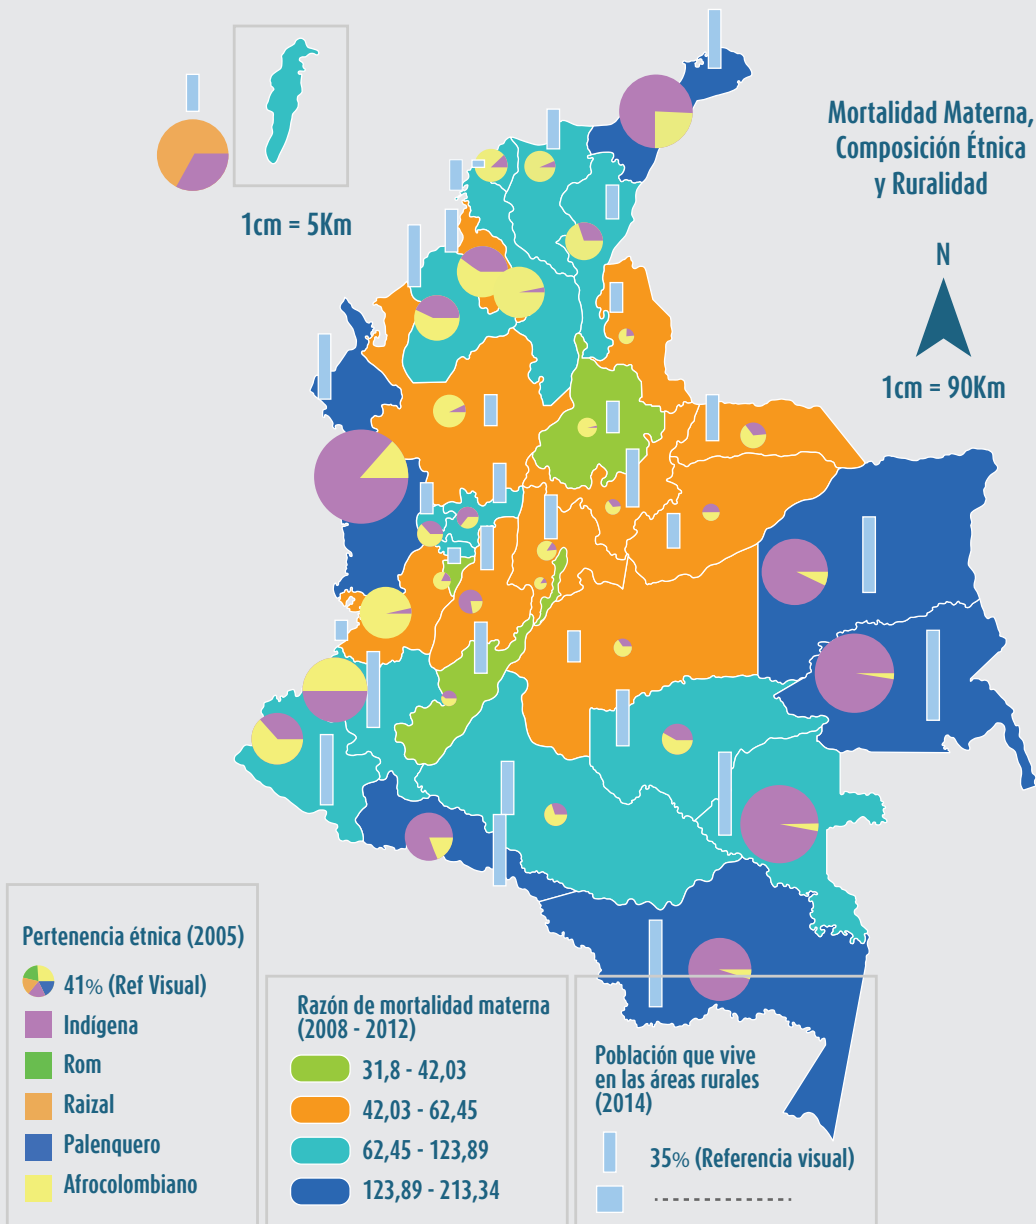 Mortalidad Materna,
Composición Étnica
y Ruralidad
1cm = 5Km
N
1cm = 90Km
Pertenencia étnica (2005)
41% (Ref Visual)
Indígena
Rom
Raizal
Palenquero
Afrocolombiano
Razón de mortalidad materna
(2008 - 2012)
31,8 - 42,03
42,03 - 62,45
62,45 - 123,89
123,89 - 213,34
Población que vive
en las áreas rurales
(2014)
35% (Referencia visual)